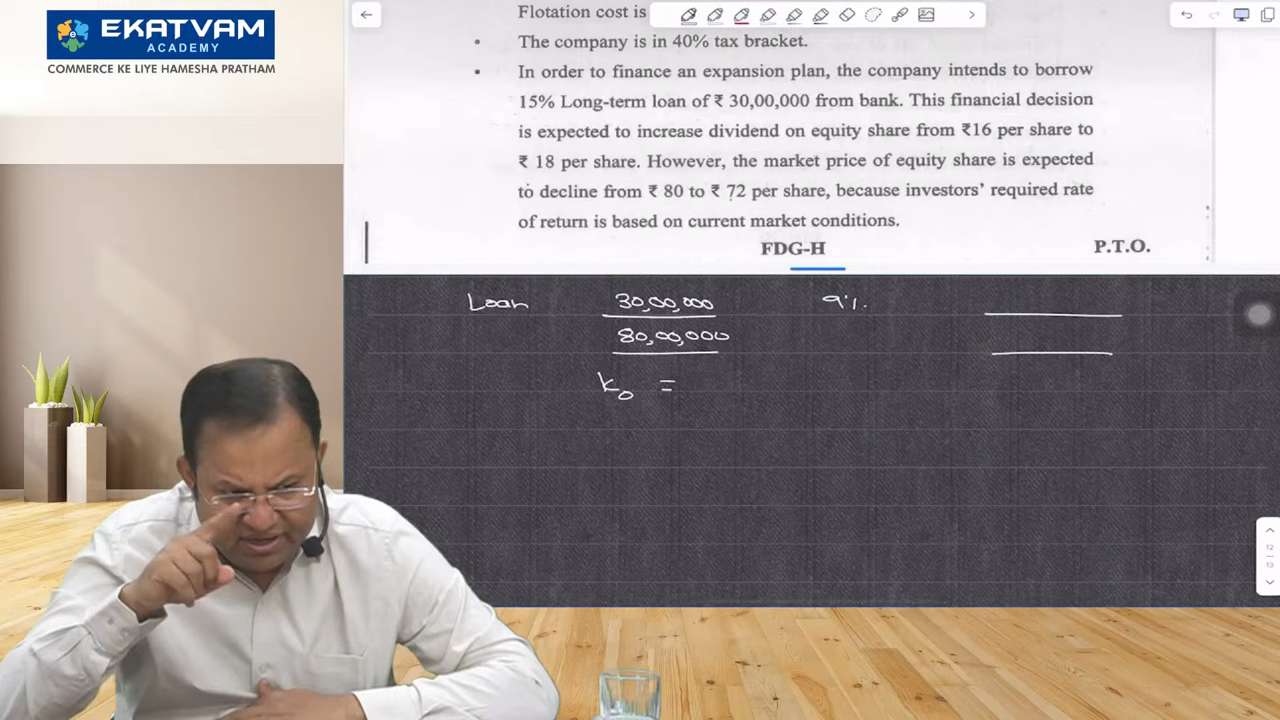 EKATVAM
ACADEMY
COMMERCE KE LIYE HAMESHA PRATHAM
Flotation cost is
• The company is in 40% tax bracket.
• In order to finance an expansion plan, the company intends to borrow
15% Long-term loan of ₹ 30,00,000 from bank. This financial decision
is expected to increase dividend on equity share from ₹16 per share to
₹ 18 per share. However, the market price of equity share is expected
to decline from ₹ 80 to ₹ 72 per share, because investors' required rate
of return is based on current market conditions.
FDG-H P.T.O.
Loan 30,00,000 9%.
80,00,000
Ko =
12
13